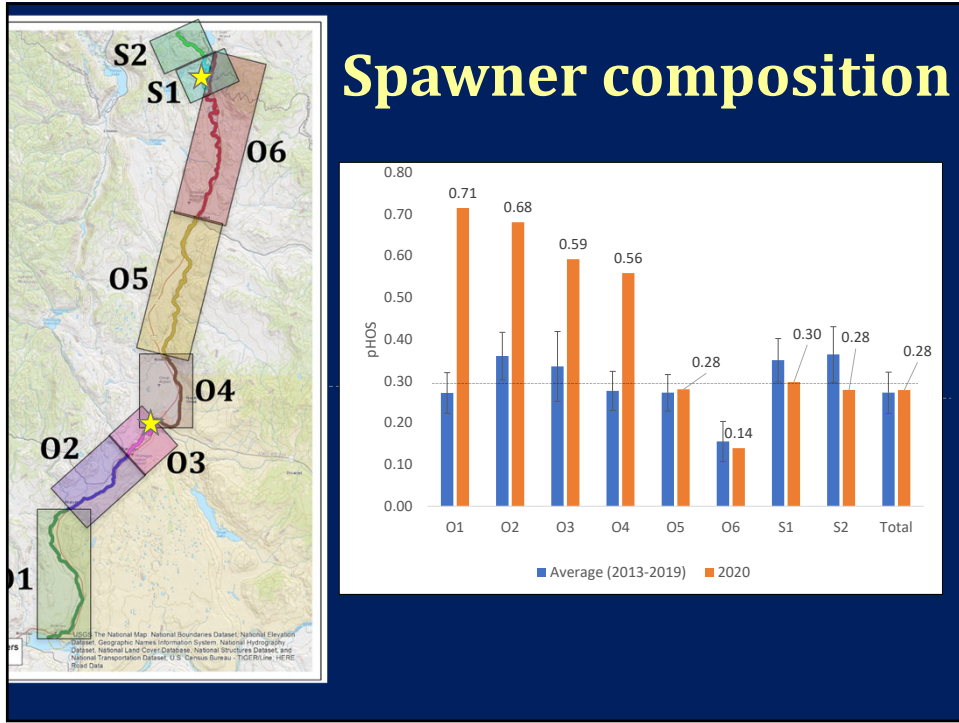 Spawner composition
S2
S1
O6
O5
O4
O2
O3
O1
USGS The National Map: National Boundaries Dataset, National Elevation
Dataset, Geographic Names Information System, National Hydrography
Dataset, National Land Cover Database, National Structures Dataset, and
National Transportation Dataset; U.S. Census Bureau - TIGER/Line; HERE
Road Data
pHOS
0.80
0.70
0.60
0.50
0.40
0.30
0.20
0.10
0.00
0.71
0.68
0.59
0.56
0.28
0.14
0.30
0.28
0.28
O1 O2 O3 O4 O5 O6 S1 S2 Total
Average (2013-2019) 2020